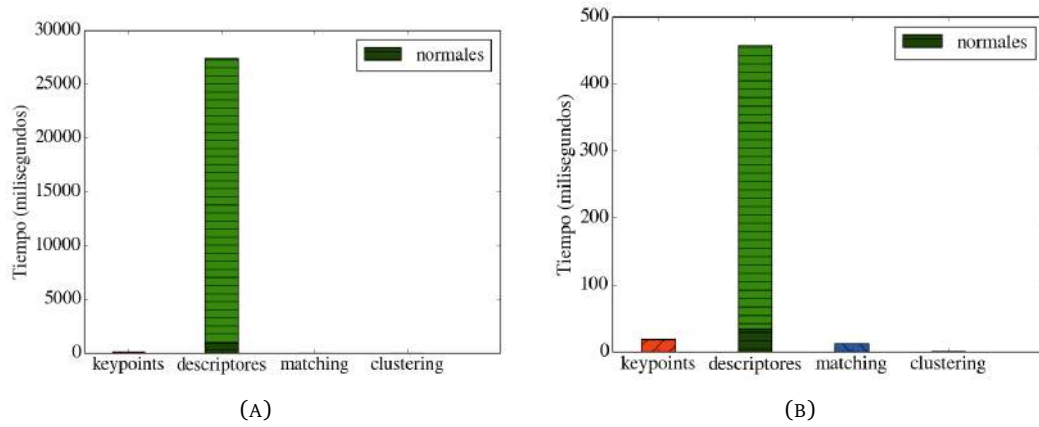 30000
25000
20000
15000
10000
5000
0
Tiempo (milisegundos)
normales
keypoints descriptores matching clustering
(A)
500
400
300
200
100
0
Tiempo (milisegundos)
normales
keypoints descriptores matching clustering
(B)